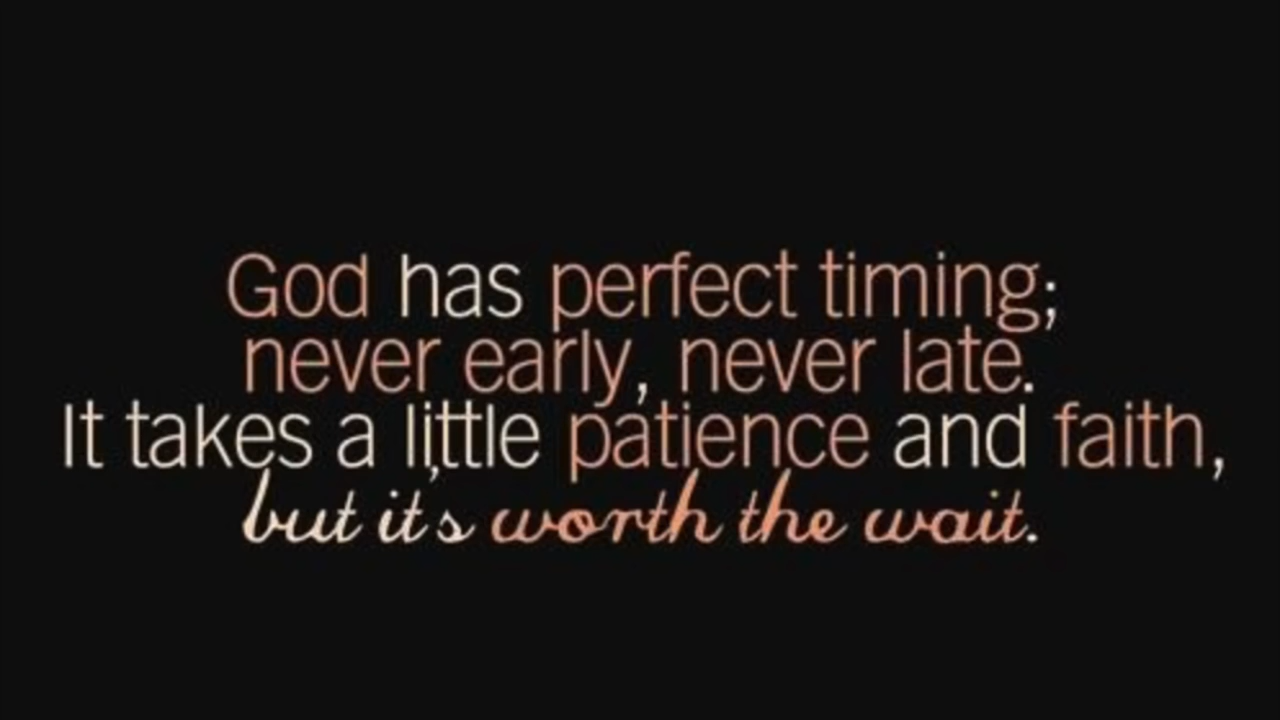 God has perfect timing;
never early, never late.
It takes a little patience and faith,
but it's worth the wait.